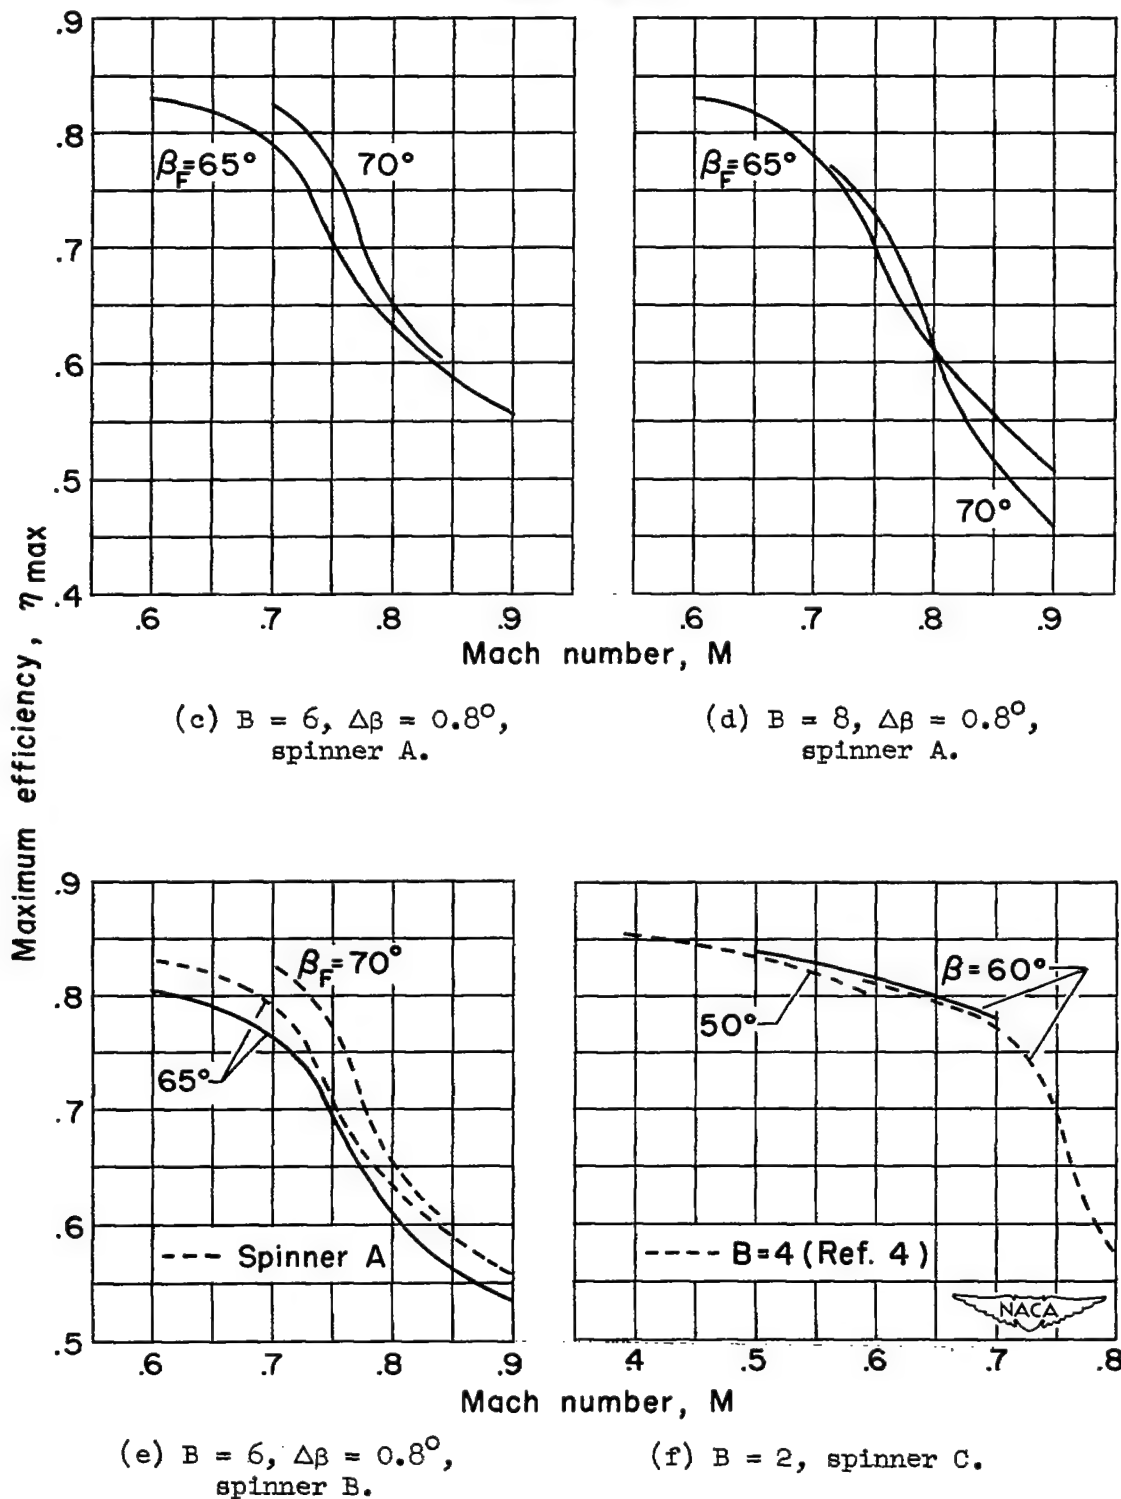 .9
.8
.7
.6
.5
.4
β_F=65°
70°
.6 .7 .8 .9
β_F=65°
70°
.6 .7 .8 .9
Maximum efficiency, η max
Mach number, M
(c) B = 6, Δβ = 0.8°,
spinner A.
(d) B = 8, Δβ = 0.8°,
spinner A.
.9
.8
.7
.6
.5
β_F=70°
65°
--- Spinner A
.6 .7 .8 .9
β=60°
50°
---- B=4 (Ref. 4)
NACA
.4 .5 .6 .7 .8
Mach number, M
(e) B = 6, Δβ = 0.8°,
spinner B.
(f) B = 2, spinner C.